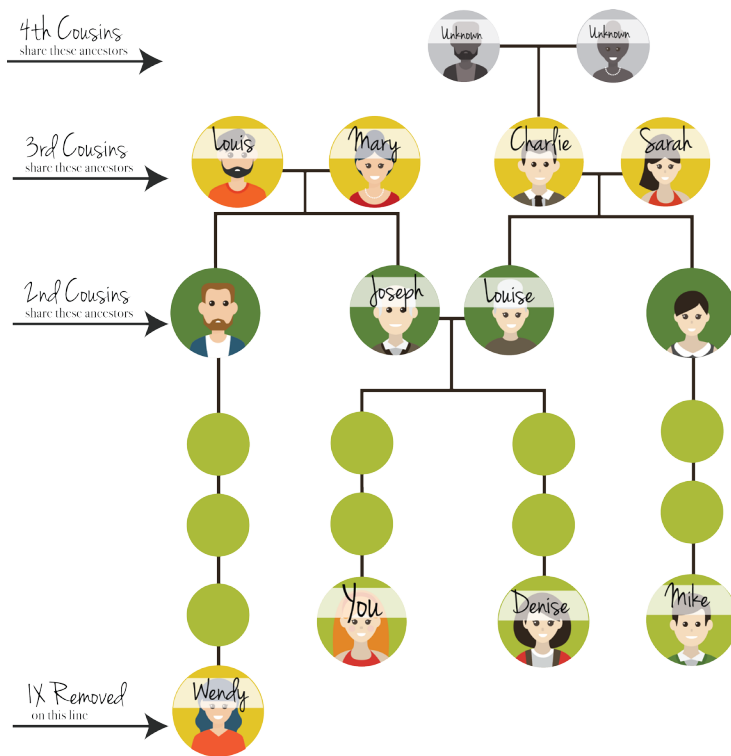 4th Cousins
share these ancestors
Unknown
Unknown
3rd Cousins
share these ancestors
Louis
Mary
Charlie
Sarah
2nd Cousins
share these ancestors
Joseph
Louise
You
Denise
Mike
1X Removed
on this line
Wendy